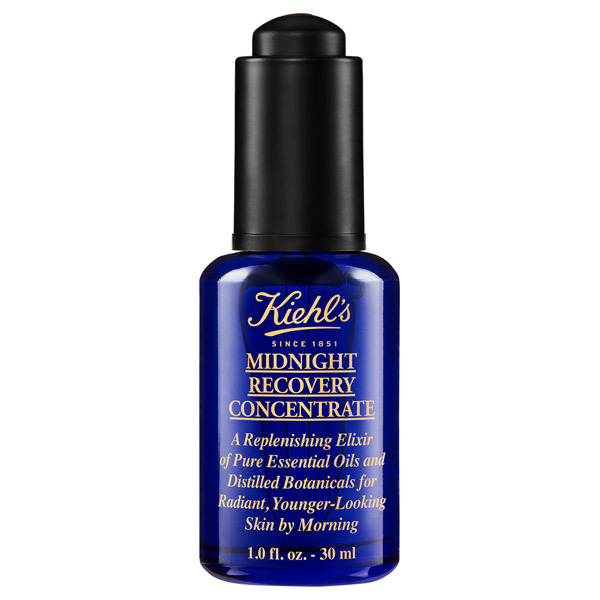 Kiehl's
SINCE 1851
MIDNIGHT
RECOVERY
CONCENTRATE
A Replenishing Elixir
of Pure Essential Oils and
Distilled Botanicals for
Radiant, Younger-Looking
Skin by Morning
1.0 fl. oz. - 30 ml